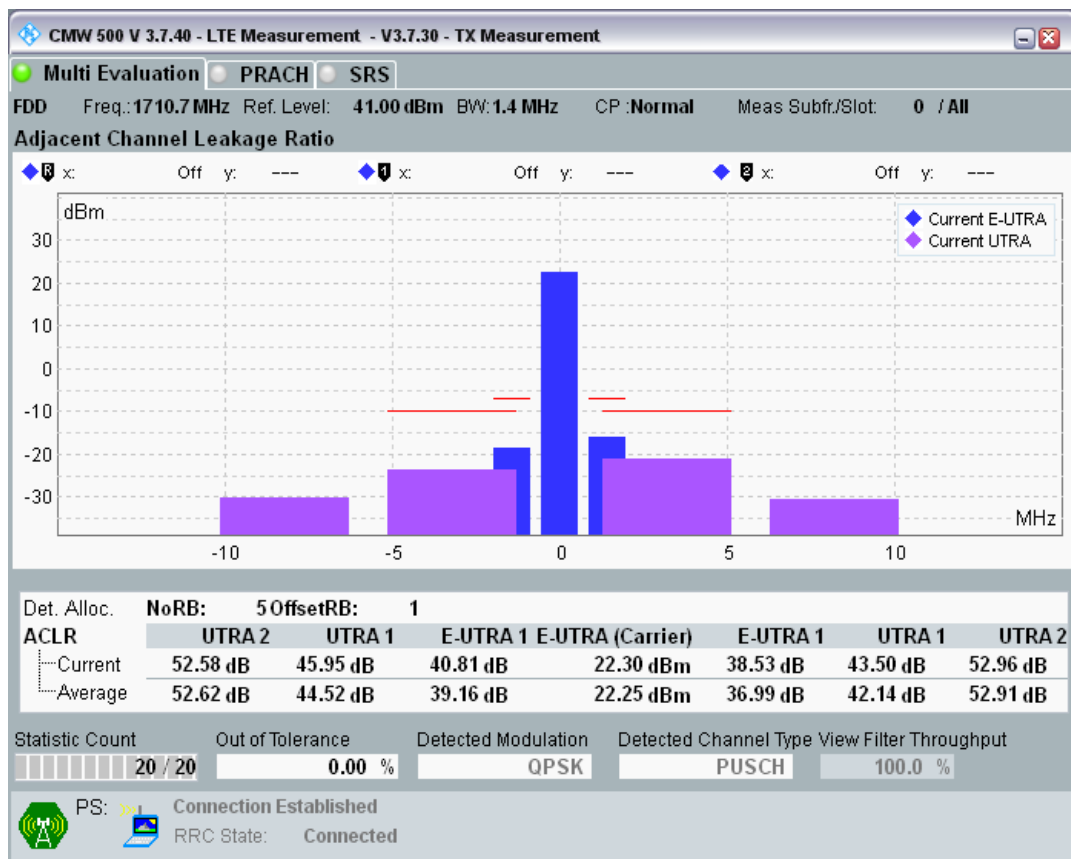 CMW 500 V 3.7.40 - LTE Measurement - V3.7.30 - TX Measurement
Multi Evaluation PRACH SRS
FDD Freq.: 1710.7 MHz Ref. Level: 41.00 dBm BW: 1.4 MHz CP : Normal Meas Subfr./Slot: 0 / All
Adjacent Channel Leakage Ratio
R x: Off y: --- 1 x: Off y: --- 2 x: Off y: ---
dBm
Current E-UTRA
Current UTRA
30
20
10
0
-10
-20
-30
MHz
-10 -5 0 5 10
Det. Alloc. NoRB: 5 OffsetRB: 1
ACLR UTRA 2 UTRA 1 E-UTRA 1 E-UTRA (Carrier) E-UTRA 1 UTRA 1 UTRA 2
Current 52.58 dB 45.95 dB 40.81 dB 22.30 dBm 38.53 dB 43.50 dB 52.96 dB
Average 52.62 dB 44.52 dB 39.16 dB 22.25 dBm 36.99 dB 42.14 dB 52.91 dB
Statistic Count Out of Tolerance Detected Modulation Detected Channel Type View Filter Throughput
20 / 20 0.00 % QPSK PUSCH 100.0 %
PS: Connection Established
RRC State: Connected